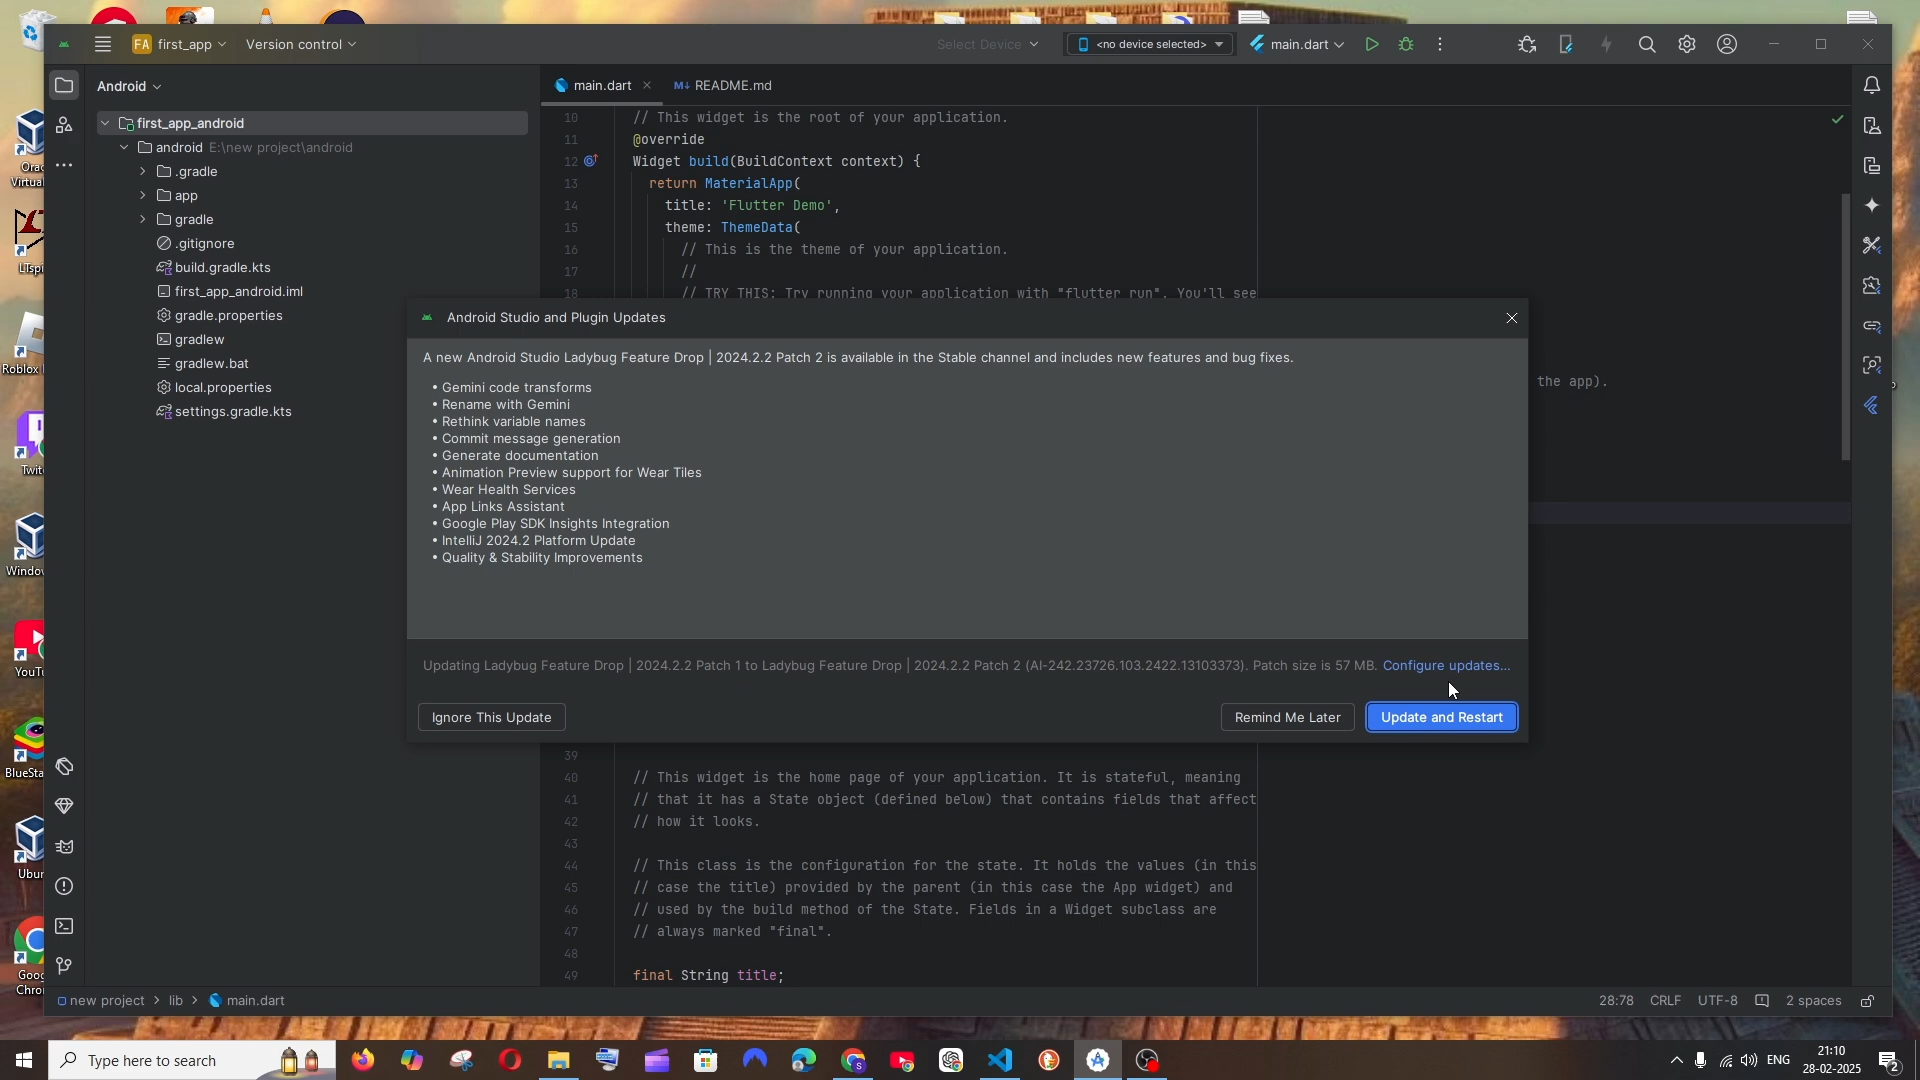 FA first_app
Version control
Select Device
<no device selected>
main.dart
Android
main.dart
README.md
first_app_android
android E:\new project\android
.gradle
app
gradle
.gitignore
build.gradle.kts
first_app_android.iml
gradle.properties
gradlew
gradlew.bat
local.properties
settings.gradle.kts
10 // This widget is the root of your application.
11 @override
12 Widget build(BuildContext context) {
13 return MaterialApp(
14 title: 'Flutter Demo',
15 theme: ThemeData(
16 // This is the theme of your application.
17 //
18 // TRY THIS: Try running your application with "flutter run". You'll see
the app).
Android Studio and Plugin Updates
A new Android Studio Ladybug Feature Drop | 2024.2.2 Patch 2 is available in the Stable channel and includes new features and bug fixes.
• Gemini code transforms
• Rename with Gemini
• Rethink variable names
• Commit message generation
• Generate documentation
• Animation Preview support for Wear Tiles
• Wear Health Services
• App Links Assistant
• Google Play SDK Insights Integration
• IntelliJ 2024.2 Platform Update
• Quality & Stability Improvements
Updating Ladybug Feature Drop | 2024.2.2 Patch 1 to Ladybug Feature Drop | 2024.2.2 Patch 2 (AI-242.23726.103.2422.13103373). Patch size is 57 MB. Configure updates...
Ignore This Update
Remind Me Later
Update and Restart
39
40 // This widget is the home page of your application. It is stateful, meaning
41 // that it has a State object (defined below) that contains fields that affect
42 // how it looks.
43
44 // This class is the configuration for the state. It holds the values (in this
45 // case the title) provided by the parent (in this case the App widget) and
46 // used by the build method of the State. Fields in a Widget subclass are
47 // always marked "final".
48
49 final String title;
new project > lib > main.dart
28:78
CRLF
UTF-8
2 spaces
Orac
Virtual
LTspi
Roblox
Twit
Window
YouTu
BlueSta
Ubu
Goog
Chro
Type here to search
ENG
21:10
28-02-2025
2